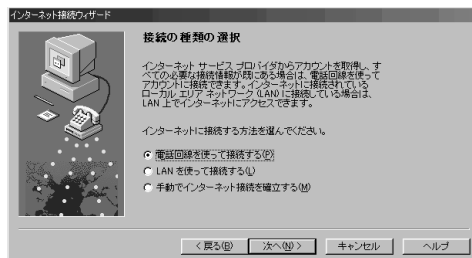 インターネット接続ウィザード
接続の種類の選択
インターネット サービス プロバイダからアカウントを取得し、す
べての必要な接続情報が既にある場合は、電話回線を使って
アカウントに接続できます。インターネットに接続されている
ローカル エリア ネットワーク (LAN) に接続している場合は、
LAN 上でインターネットにアクセスできます。
インターネットに接続する方法を選んでください。
電話回線を使って接続する(P)
LAN を使って接続する(L)
手動でインターネット接続を確立する(M)
< 戻る(B)
次へ(N) >
キャンセル
ヘルプ